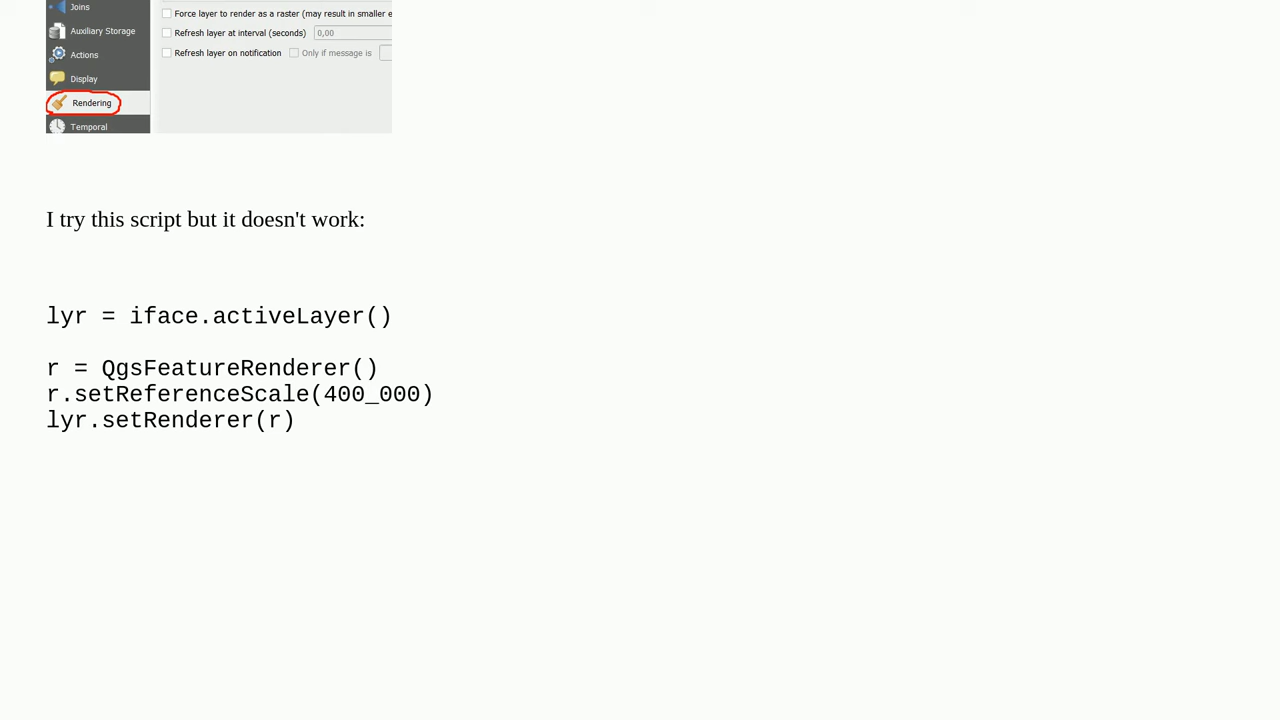 Joins
Force layer to render as a raster (may result in smaller e
Auxiliary Storage
Refresh layer at interval (seconds) 0,00
Actions
Refresh layer on notification Only if message is
Display
Rendering
Temporal
I try this script but it doesn't work:
lyr = iface.activeLayer()
r = QgsFeatureRenderer()
r.setReferenceScale(400_000)
lyr.setRenderer(r)